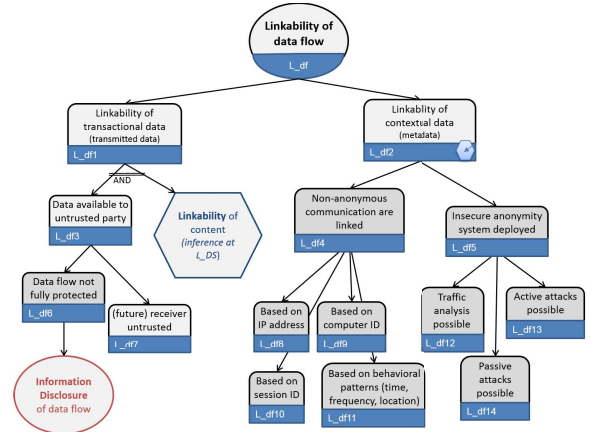 Linkability of
data flow
L_df
Linkability of
transactional data
(transmitted data)
L_df1
Linkablity of
contextual data
(metadata)
L_df2
AND
Data available to
untrusted party
L_df3
Linkability of
content
(inference at
L_DS)
Non-anonymous
communication are
linked
L_df4
Insecure anonymity
system deployed
L_df5
Data flow not
fully protected
L_df6
(future) receiver
untrusted
L_df7
Based on
IP address
L_df8
Based on
computer ID
L_df9
Traffic
analysis
possible
L_df12
Active attacks
possible
L_df13
Information
Disclosure
of data flow
Based on
session ID
L_df10
Based on behavioral
patterns (time,
frequency, location)
L_df11
Passive
attacks
possible
L_df14